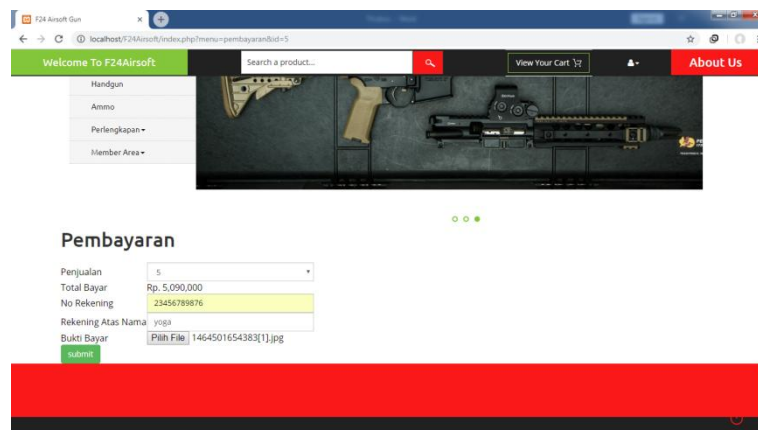 F24 Airsoft Gun
localhost/F24Airsoft/index.php?menu=pembayaran&id=5
Welcome To F24Airsoft
Search a product...
View Your Cart
About Us
Handgun
Ammo
Perlengkapan
Member Area
Pembayaran
Penjualan 5
Total Bayar Rp. 5,090,000
No Rekening 23456789876
Rekening Atas Nama yoga
Bukti Bayar Pilih File 1464501654383[1].jpg
submit